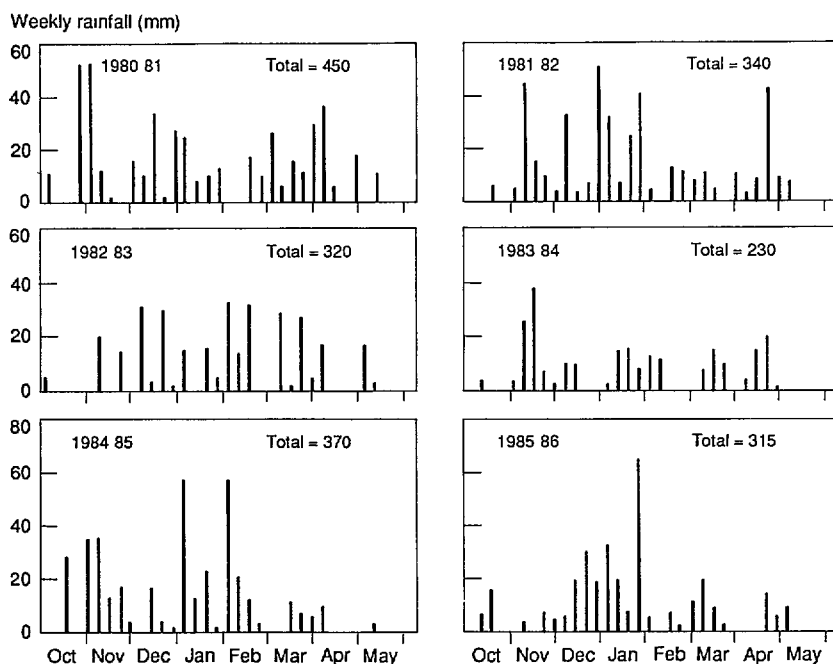 Weekly rainfall (mm)
60
40
20
0
1980 81 Total = 450
1981 82 Total = 340
60
40
20
0
1982 83 Total = 320
1983 84 Total = 230
80
60
40
20
0
1984 85 Total = 370
1985 86 Total = 315
Oct Nov Dec Jan Feb Mar Apr May
Oct Nov Dec Jan Feb Mar Apr May